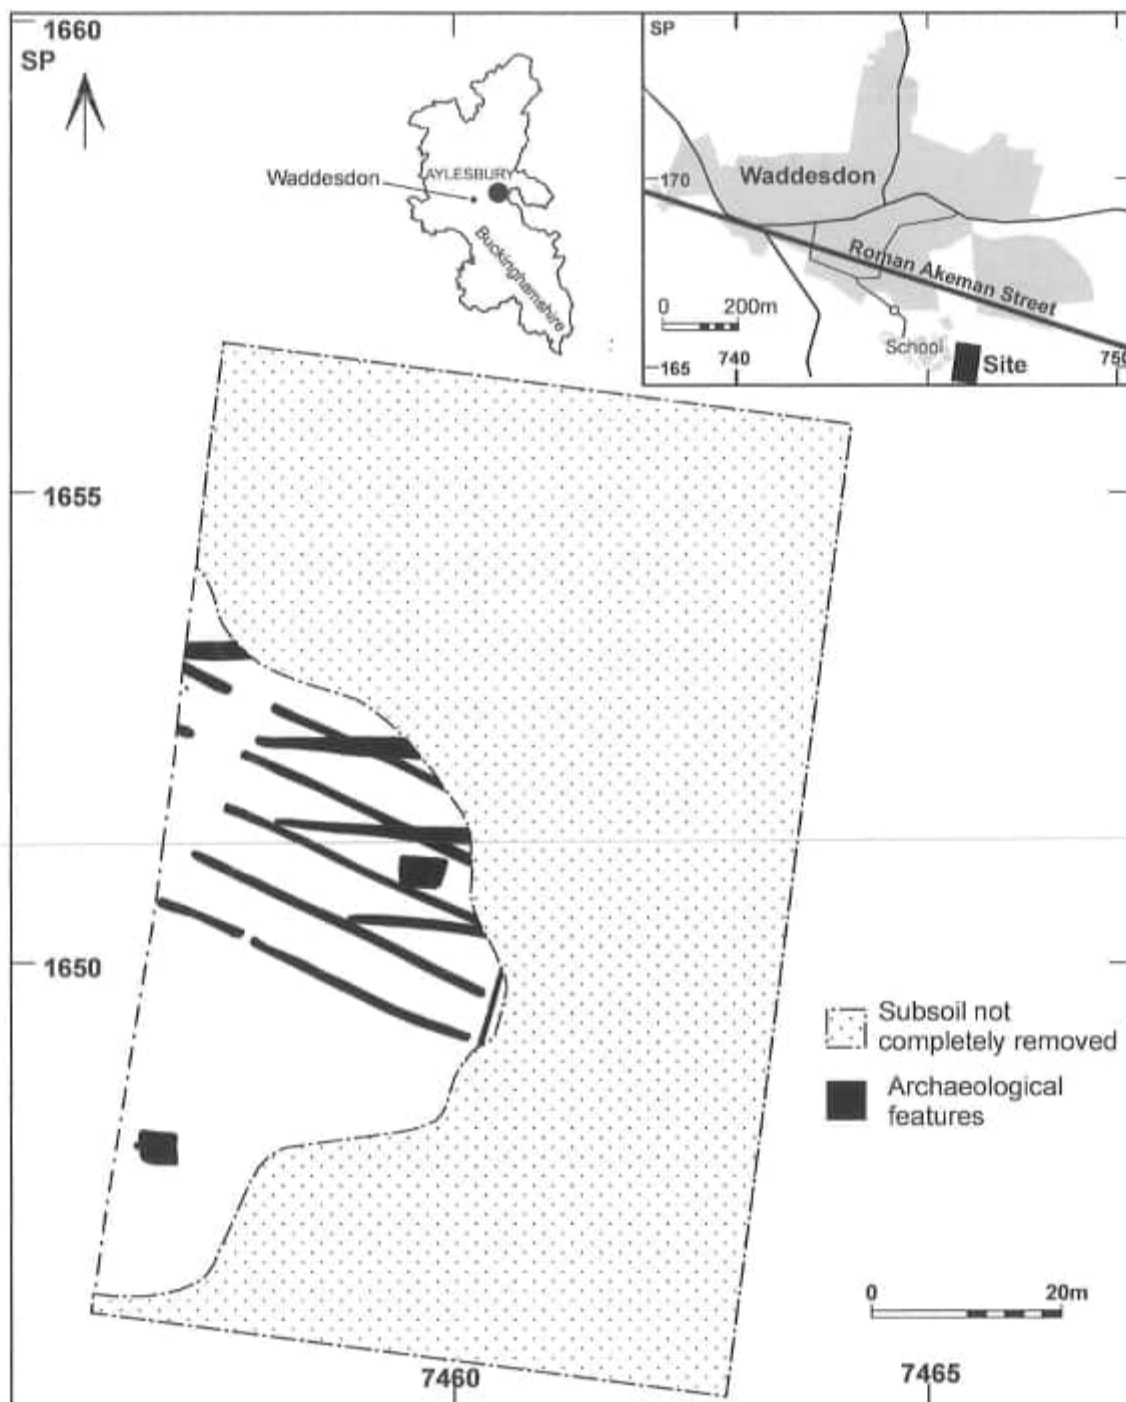 1660
SP
Waddesdon
AYLESBURY
Buckinghamshire
SP
170
Waddesdon
Roman Akeman Street
0 200m
School
Site
165
740
750
1655
1650
Subsoil not
completely removed
Archaeological
features
0 20m
7460
7465